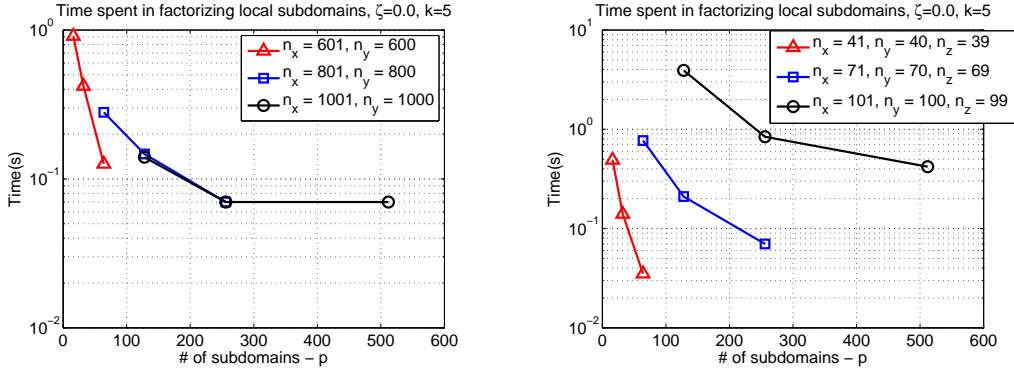 Time spent in factorizing local subdomains, ζ=0.0, k=5
n_x = 601, n_y = 600
n_x = 801, n_y = 800
n_x = 1001, n_y = 1000
Time(s)
10^0
10^-1
10^-2
0 100 200 300 400 500 600
# of subdomains − p
Time spent in factorizing local subdomains, ζ=0.0, k=5
n_x = 41, n_y = 40, n_z = 39
n_x = 71, n_y = 70, n_z = 69
n_x = 101, n_y = 100, n_z = 99
Time(s)
10^1
10^0
10^-1
10^-2
0 100 200 300 400 500 600
# of subdomains − p